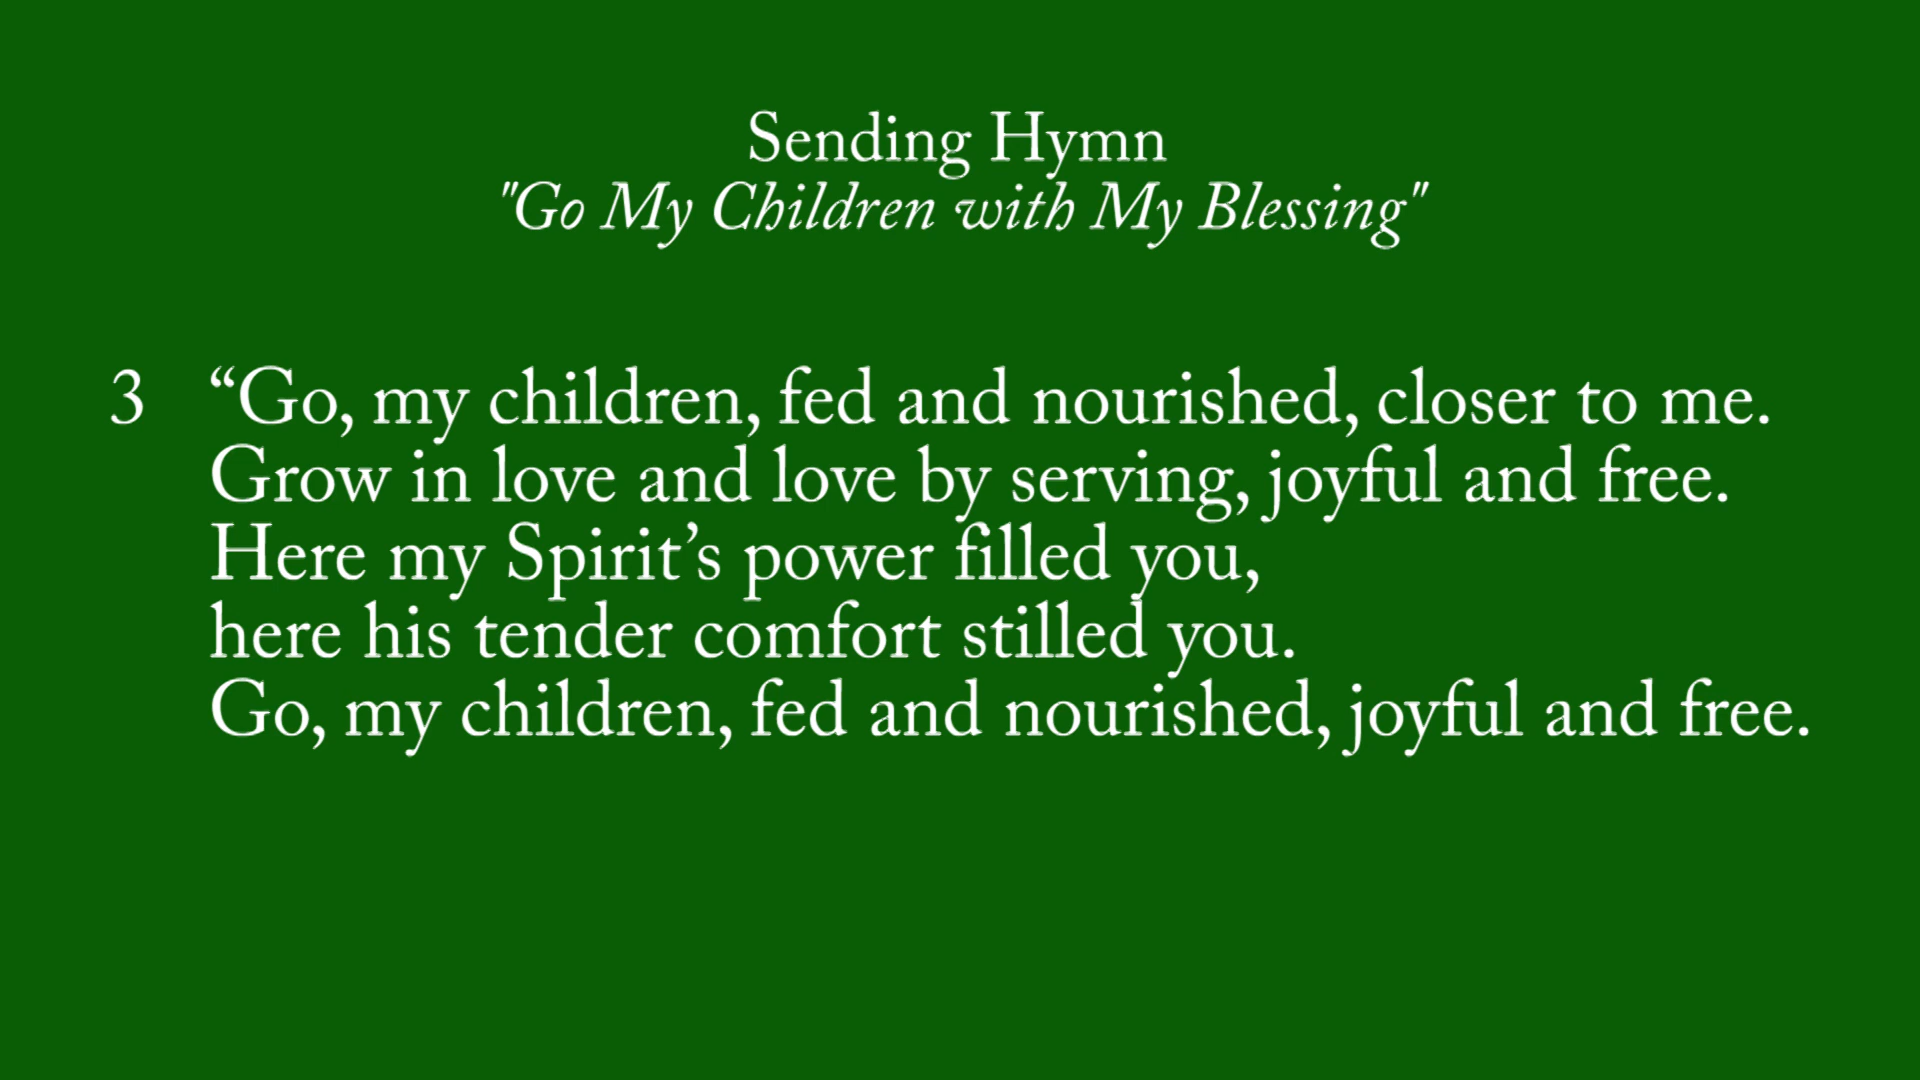 Sending Hymn
"Go My Children with My Blessing"
3 “Go, my children, fed and nourished, closer to me.
Grow in love and love by serving, joyful and free.
Here my Spirit’s power filled you,
here his tender comfort stilled you.
Go, my children, fed and nourished, joyful and free.